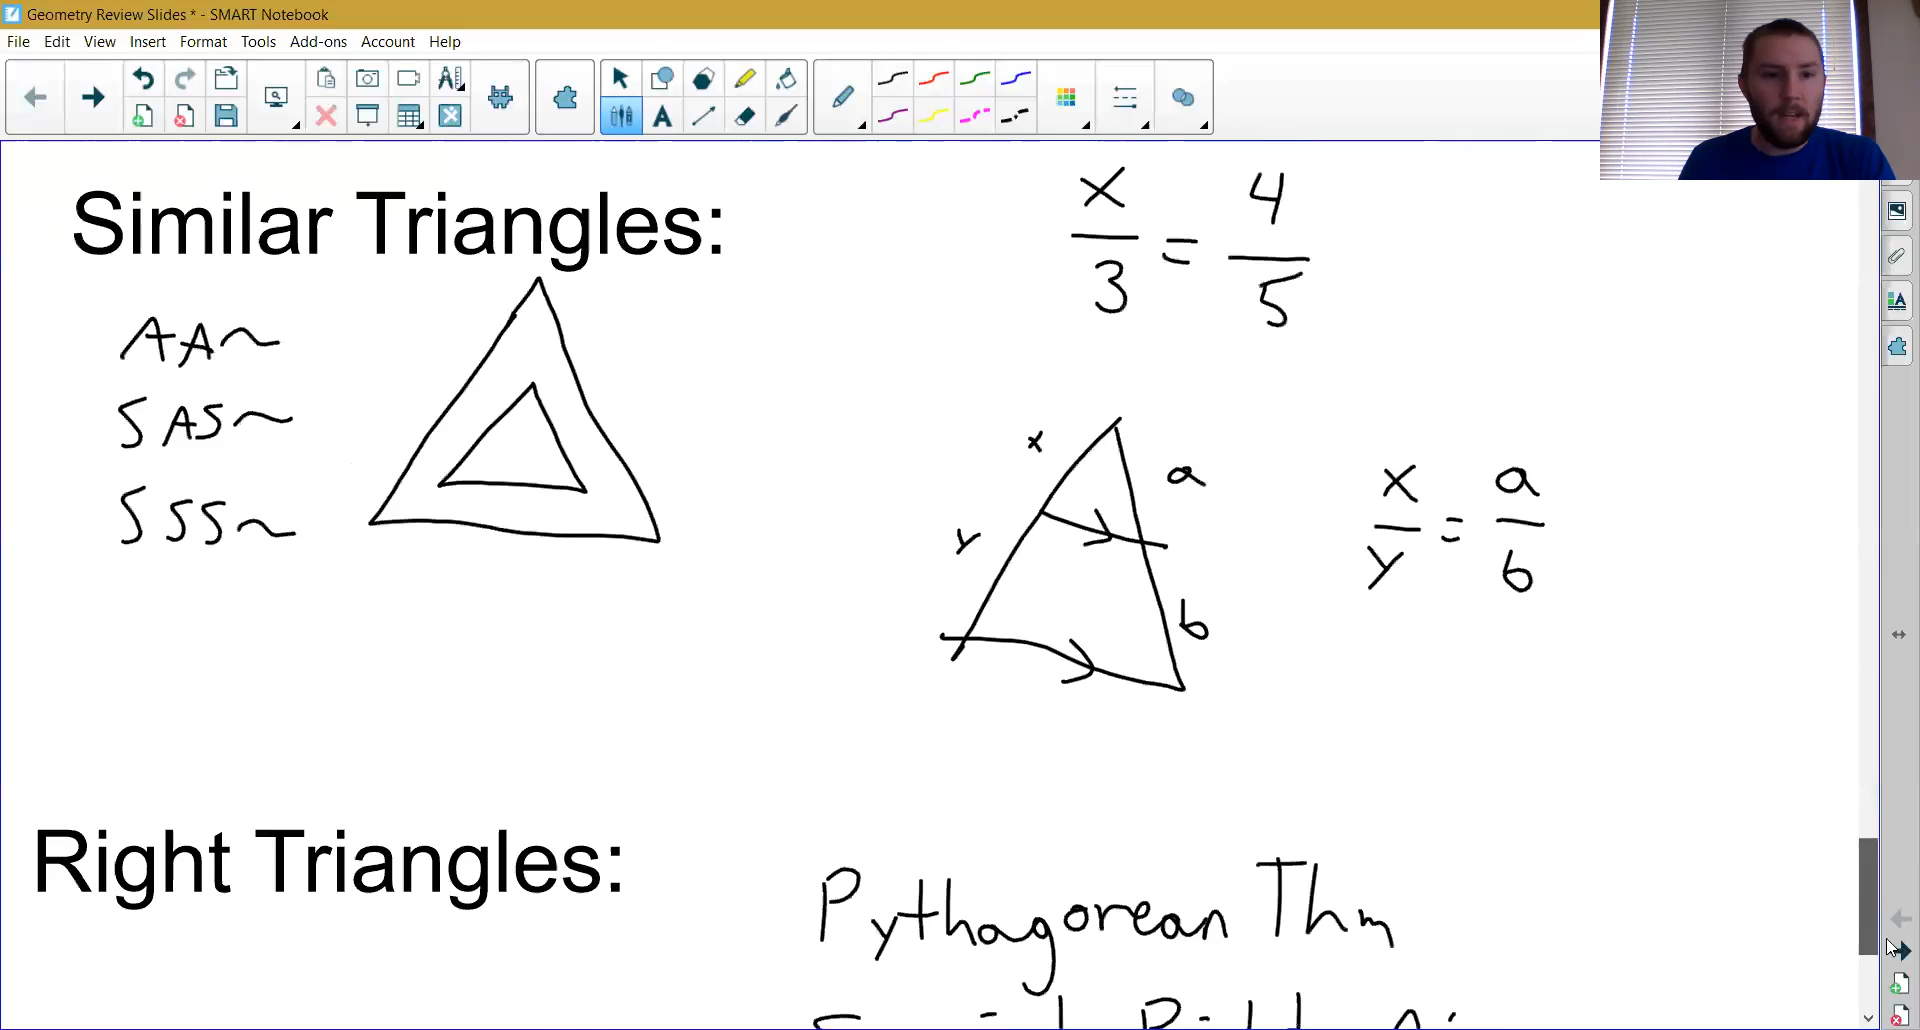 Geometry Review Slides * - SMART Notebook
File Edit View Insert Format Tools Add-ons Account Help
Similar Triangles:
x/3 = 4/5
AA~
SAS~
SSS~
x
a
y
b
x/y = a/b
Right Triangles:
Pythagorean Thm